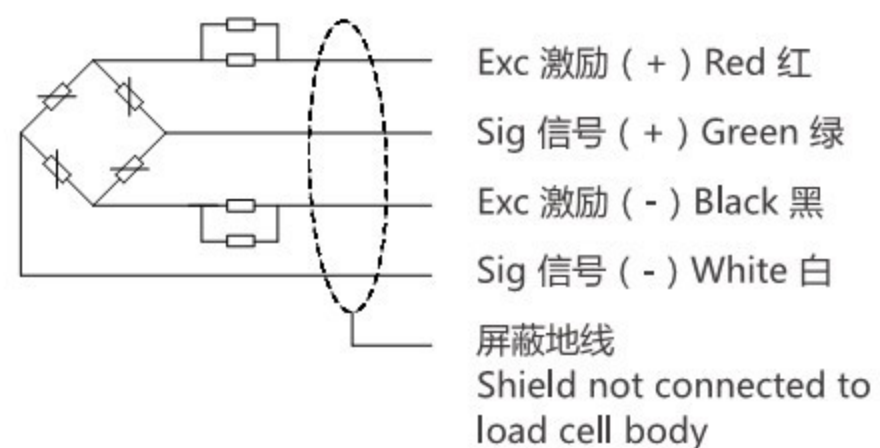 Exc 激励 ( + ) Red 红
Sig 信号 ( + ) Green 绿
Exc 激励 ( - ) Black 黑
Sig 信号 ( - ) White 白
屏蔽地线
Shield not connected to
load cell body